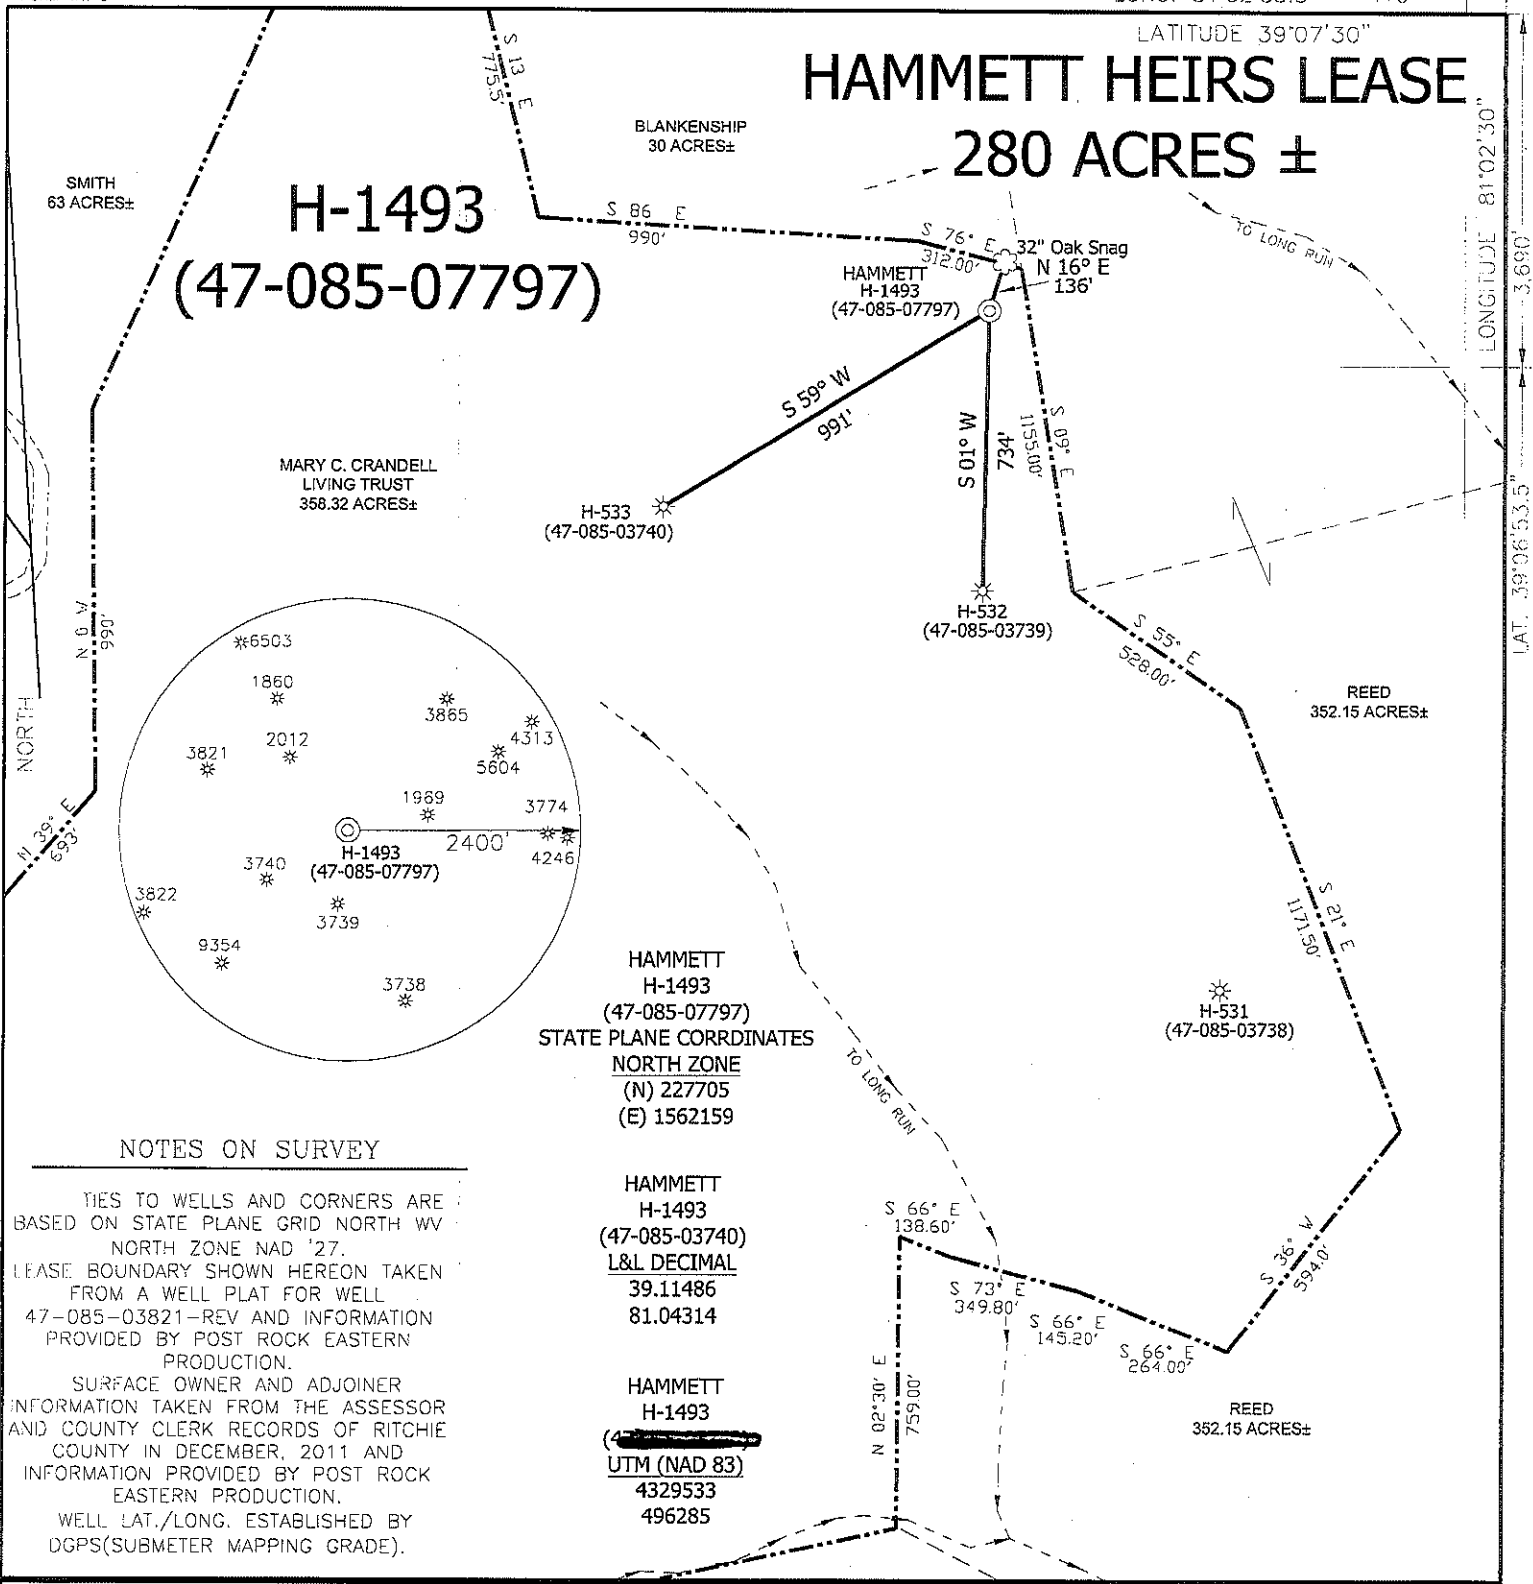 LATITUDE 39°07'30"
HAMMETT HEIRS LEASE
280 ACRES ±
LONGITUDE 81°02'30"
3,690'
LAT. 39°06'53.5"
S 13 E
775.5'
BLANKENSHIP
30 ACRES±
SMITH
63 ACRES±
H-1493
(47-085-07797)
S 86 E
990'
S 76° E
312.00'
32" Oak Snag
N 16° E
136'
HAMMETT
H-1493
(47-085-07797)
TO LONG RUN
S 59° W
991'
S 01° W
734'
S 09° E
1155.00'
MARY C. CRANDELL
LIVING TRUST
358.32 ACRES±
H-533
(47-085-03740)
H-532
(47-085-03739)
N 0 W
990'
NORTH
N 39° E
693'
S 55° E
528.00'
REED
352.15 ACRES±
6503
1860
3865
2012
4313
3821
5604
1969
3774
2400'
4246
H-1493
(47-085-07797)
3740
3822
3739
9354
3738
S 21° E
1171.50'
H-531
(47-085-03738)
HAMMETT
H-1493
(47-085-07797)
STATE PLANE CORRDINATES
NORTH ZONE
(N) 227705
(E) 1562159
TO LONG RUN
NOTES ON SURVEY
TIES TO WELLS AND CORNERS ARE
BASED ON STATE PLANE GRID NORTH WV
NORTH ZONE NAD '27.
LEASE BOUNDARY SHOWN HEREON TAKEN
FROM A WELL PLAT FOR WELL
47-085-03821-REV AND INFORMATION
PROVIDED BY POST ROCK EASTERN
PRODUCTION.
SURFACE OWNER AND ADJOINER
INFORMATION TAKEN FROM THE ASSESSOR
AND COUNTY CLERK RECORDS OF RITCHIE
COUNTY IN DECEMBER, 2011 AND
INFORMATION PROVIDED BY POST ROCK
EASTERN PRODUCTION.
WELL LAT./LONG. ESTABLISHED BY
DGPS(SUBMETER MAPPING GRADE).
HAMMETT
H-1493
(47-085-03740)
L&L DECIMAL
39.11486
81.04314
HAMMETT
H-1493
UTM (NAD 83)
4329533
496285
S 66° E
138.60'
S 73° E
349.80'
S 66° E
145.20'
S 66° E
264.00'
S 36° W
594.0'
N 02°30' E
759.00'
REED
352.15 ACRES±